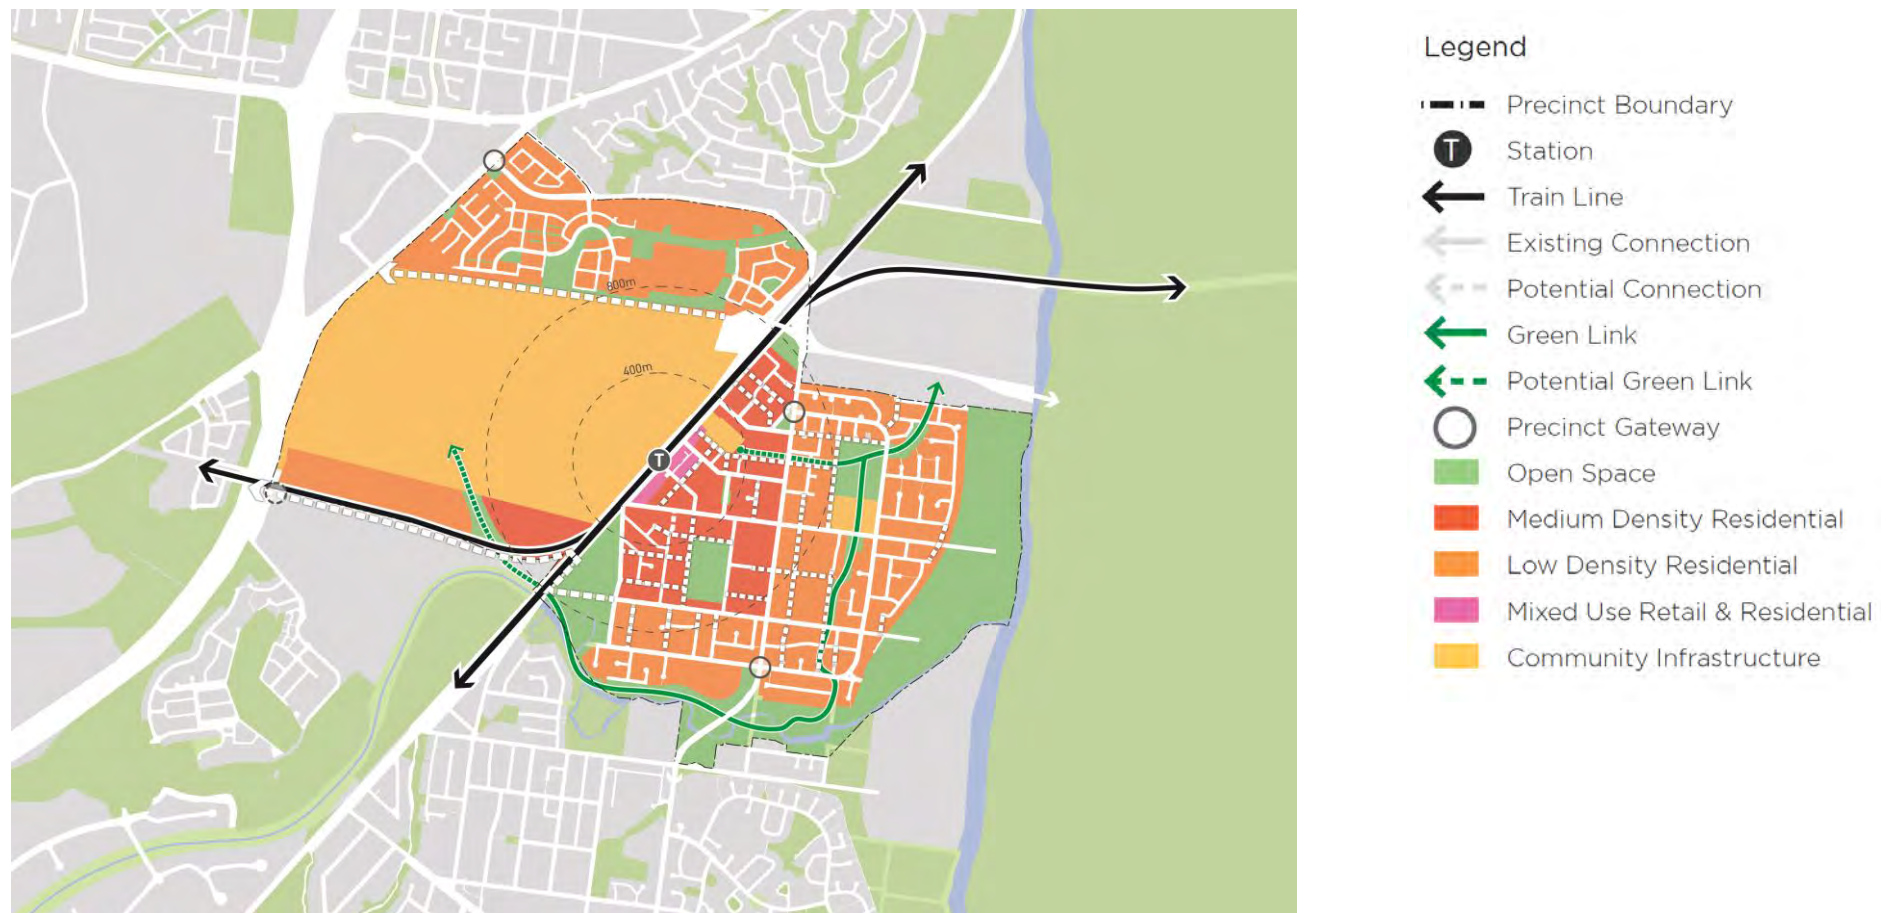 800m
400m
T
Legend
Precinct Boundary
T Station
Train Line
Existing Connection
Potential Connection
Green Link
Potential Green Link
Precinct Gateway
Open Space
Medium Density Residential
Low Density Residential
Mixed Use Retail & Residential
Community Infrastructure